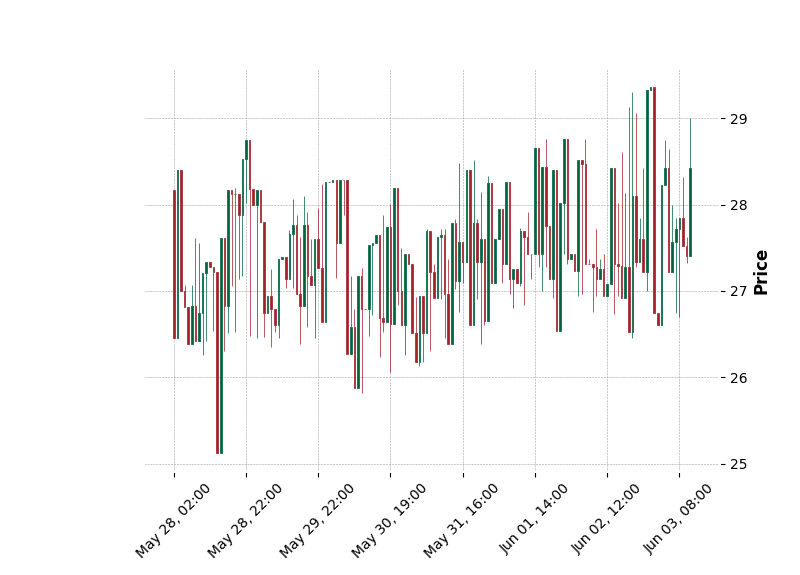 29
28
27
26
25
Price
May 28, 02:00
May 28, 22:00
May 29, 22:00
May 30, 19:00
May 31, 16:00
Jun 01, 14:00
Jun 02, 12:00
Jun 03, 08:00